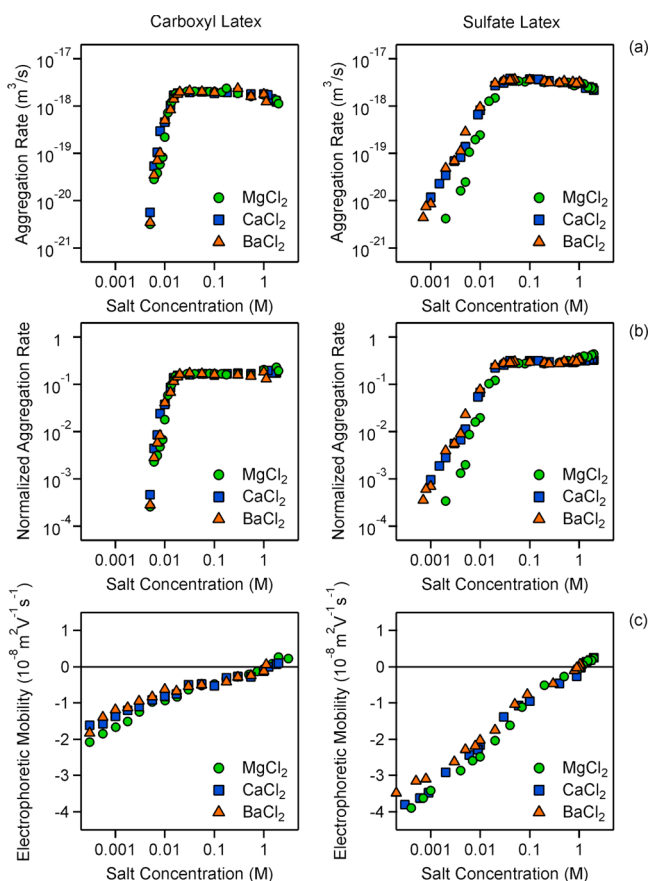 Carboxyl Latex
Sulfate Latex
(a)
Aggregation Rate (m³/s)
10⁻¹⁷
10⁻¹⁸
10⁻¹⁹
10⁻²⁰
10⁻²¹
MgCl₂
CaCl₂
BaCl₂
0.001 0.01 0.1 1
Salt Concentration (M)
Aggregation Rate (m³/s)
10⁻¹⁷
10⁻¹⁸
10⁻¹⁹
10⁻²⁰
10⁻²¹
MgCl₂
CaCl₂
BaCl₂
0.001 0.01 0.1 1
Salt Concentration (M)
(b)
Normalized Aggregation Rate
1
10⁻¹
10⁻²
10⁻³
10⁻⁴
MgCl₂
CaCl₂
BaCl₂
0.001 0.01 0.1 1
Salt Concentration (M)
Normalized Aggregation Rate
1
10⁻¹
10⁻²
10⁻³
10⁻⁴
MgCl₂
CaCl₂
BaCl₂
0.001 0.01 0.1 1
Salt Concentration (M)
(c)
Electrophoretic Mobility (10⁻⁸ m² V⁻¹ s⁻¹)
1
0
-1
-2
-3
-4
MgCl₂
CaCl₂
BaCl₂
0.001 0.01 0.1 1
Salt Concentration (M)
Electrophoretic Mobility (10⁻⁸ m² V⁻¹ s⁻¹)
1
0
-1
-2
-3
-4
MgCl₂
CaCl₂
BaCl₂
0.001 0.01 0.1 1
Salt Concentration (M)